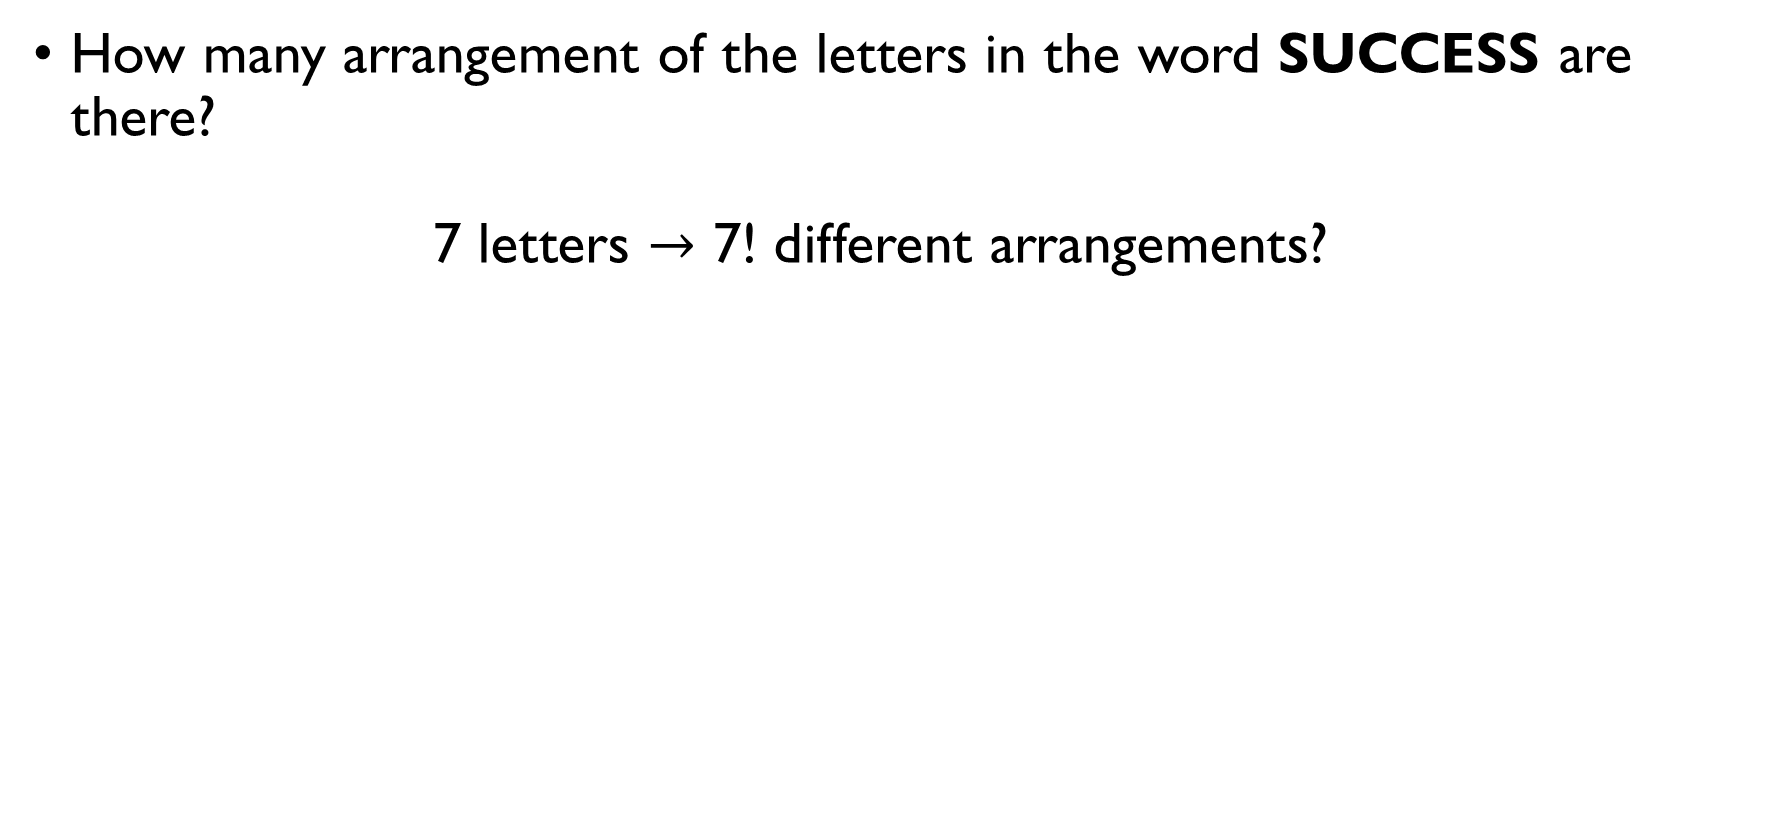 • How many arrangement of the letters in the word SUCCESS are
there?
7 letters → 7! different arrangements?